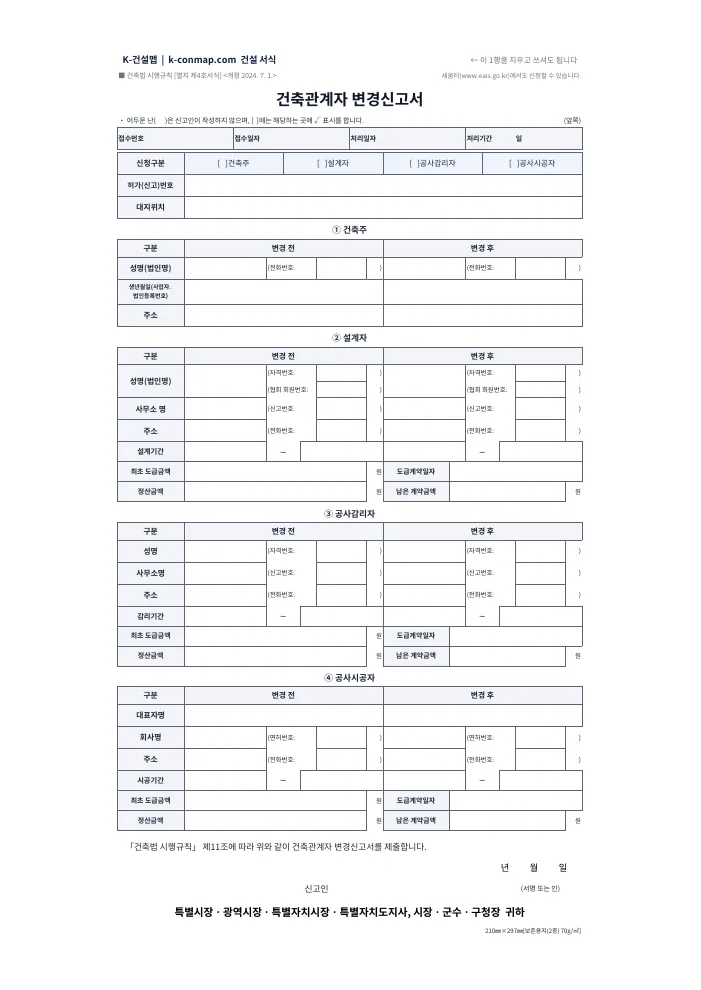 K-건설맵 | k-conmap.com 건설 서식
← 이 1행을 지우고 쓰셔도 됩니다
■ 건축법 시행규칙 [별지 제4호서식] <개정 2024. 7. 1.>
세움터(www.eais.go.kr)에서도 신청할 수 있습니다.
건축관계자 변경신고서
・ 어두운 난( )은 신고인이 작성하지 않으며, [ ]에는 해당하는 곳에 √ 표시를 합니다. (앞쪽)
접수번호 접수일자 처리일자 처리기간 일
신청구분 [ ]건축주 [ ]설계자 [ ]공사감리자 [ ]공사시공자
허가(신고)번호
대지위치
① 건축주
구분 변경 전 변경 후
성명(법인명) (전화번호: ) (전화번호: )
생년월일(사업자.
법인등록번호)
주소
② 설계자
구분 변경 전 변경 후
성명(법인명) (자격번호: ) (자격번호: )
(협회 회원번호: ) (협회 회원번호: )
사무소 명 (신고번호: ) (신고번호: )
주소 (전화번호: ) (전화번호: )
설계기간 ― ―
최초 도급금액 원 도급계약일자
정산금액 원 남은 계약금액 원
③ 공사감리자
구분 변경 전 변경 후
성명 (자격번호: ) (자격번호: )
사무소명 (신고번호: ) (신고번호: )
주소 (전화번호: ) (전화번호: )
감리기간 ― ―
최초 도급금액 원 도급계약일자
정산금액 원 남은 계약금액 원
④ 공사시공자
구분 변경 전 변경 후
대표자명
회사명 (면허번호: ) (면허번호: )
주소 (전화번호: ) (전화번호: )
시공기간 ― ―
최초 도급금액 원 도급계약일자
정산금액 원 남은 계약금액 원
「건축법 시행규칙」 제11조에 따라 위와 같이 건축관계자 변경신고서를 제출합니다.
년 월 일
신고인 (서명 또는 인)
특별시장ㆍ광역시장ㆍ특별자치시장ㆍ특별자치도지사, 시장ㆍ군수ㆍ구청장 귀하
210㎜×297㎜[보존용지(2종) 70g/㎡]